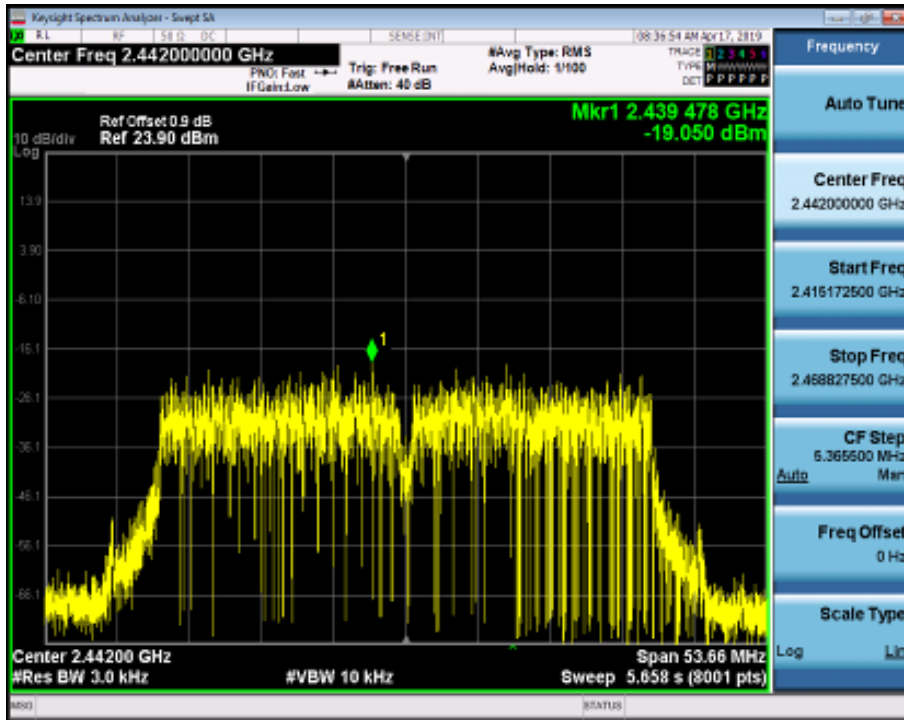 Keysight Spectrum Analyzer - Swept SA
RL RF 50 Ω DC SENSE:INT 08:36:54 AM Apr 17, 2019
Center Freq 2.442000000 GHz
PNO: Fast
IFGain:Low
Trig: Free Run
#Atten: 40 dB
#Avg Type: RMS
Avg|Hold: 1/100
TRACE 1 2 3 4 5 6
TYPE M
DET P P P P P P
Mkr1 2.439 478 GHz
-19.050 dBm
Ref Offset 0.9 dB
10 dB/div Ref 23.90 dBm
Log
13.9
3.90
-6.10
-16.1
-26.1
-36.1
-46.1
-56.1
-66.1
1
Center 2.44200 GHz
Span 53.66 MHz
#Res BW 3.0 kHz
#VBW 10 kHz
Sweep 5.658 s (8001 pts)
MSG
STATUS
Frequency
Auto Tune
Center Freq
2.442000000 GHz
Start Freq
2.415172500 GHz
Stop Freq
2.468827500 GHz
CF Step
5.365500 MHz
Auto Man
Freq Offset
0 Hz
Scale Type
Log Lin